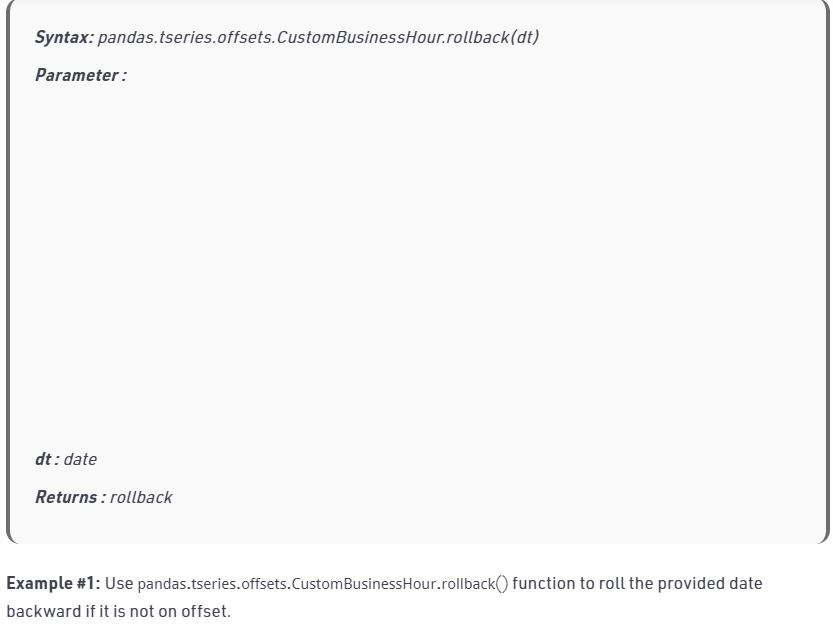 Syntax: pandas.tseries.offsets.CustomBusinessHour.rollback(dt)
Parameter :
dt : date
Returns : rollback
Example #1: Use pandas.tseries.offsets.CustomBusinessHour.rollback() function to roll the provided date
backward if it is not on offset.